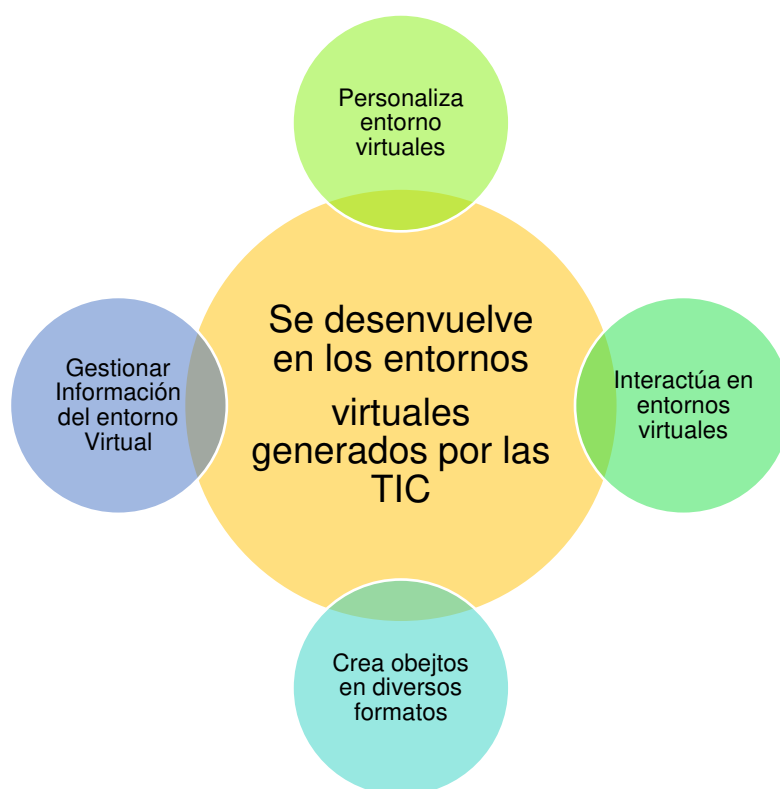 Personaliza
entorno
virtuales
Se desenvuelve
en los entornos
virtuales
generados por las
TIC
Gestionar
Información
del entorno
Virtual
Interactúa en
entornos
virtuales
Crea obejtos
en diversos
formatos